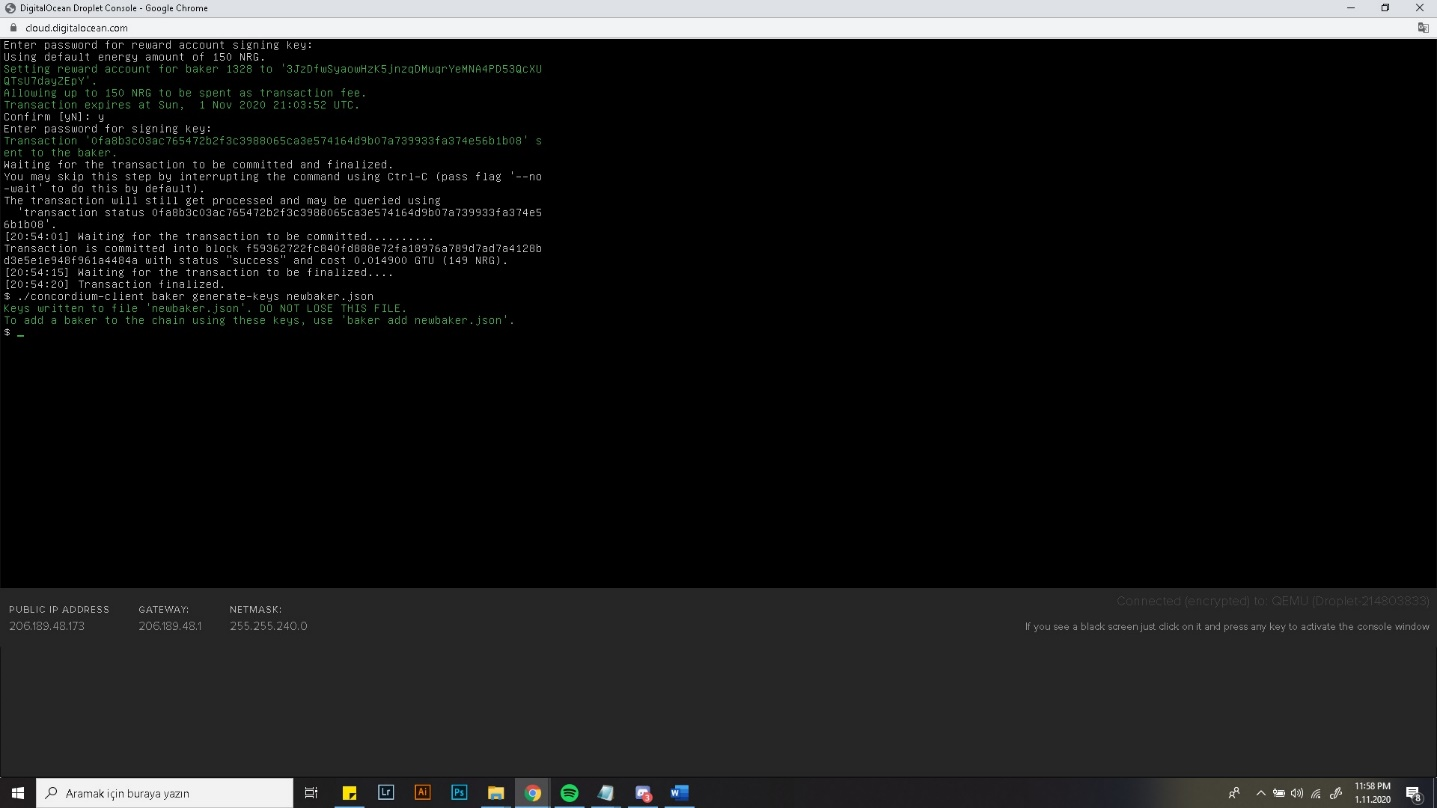 DigitalOcean Droplet Console - Google Chrome
cloud.digitalocean.com
Enter password for reward account signing key:
Using default energy amount of 150 NRG.
Setting reward account for baker 1328 to '3JzDfwSyaowHzK5jnzqDMuqrYeMNA4PD53QcXU
QTsU7dayZEpY'.
Allowing up to 150 NRG to be spent as transaction fee.
Transaction expires at Sun,  1 Nov 2020 21:03:52 UTC.
Confirm [yN]: y
Enter password for signing key:
Transaction '0fa8b3c03ac765472b2f3c3988065ca3e574164d9b07a739933fa374e56b1b08' s
ent to the baker.
Waiting for the transaction to be committed and finalized.
You may skip this step by interrupting the command using Ctrl-C (pass flag '--no
-wait' to do this by default).
The transaction will still get processed and may be queried using
  'transaction status 0fa8b3c03ac765472b2f3c3988065ca3e574164d9b07a739933fa374e5
6b1b08'.
[20:54:01] Waiting for the transaction to be committed..........
Transaction is committed into block f59362722fc840fd888e72fa18976a789d7ad7a4128b
d3e5e1e948f961a4484a with status "success" and cost 0.014900 GTU (149 NRG).
[20:54:15] Waiting for the transaction to be finalized....
[20:54:20] Transaction finalized.
$ ./concordium-client baker generate-keys newbaker.json
Keys written to file 'newbaker.json'. DO NOT LOSE THIS FILE.
To add a baker to the chain using these keys, use 'baker add newbaker.json'.
$ _
Connected (encrypted) to: QEMU (Droplet-214803833)
PUBLIC IP ADDRESS GATEWAY: NETMASK:
206.189.48.173 206.189.48.1 255.255.240.0
If you see a black screen just click on it and press any key to activate the console window
Aramak için buraya yazın
Lr
Ai
Ps
3
W
11:58 PM
1.11.2020
8